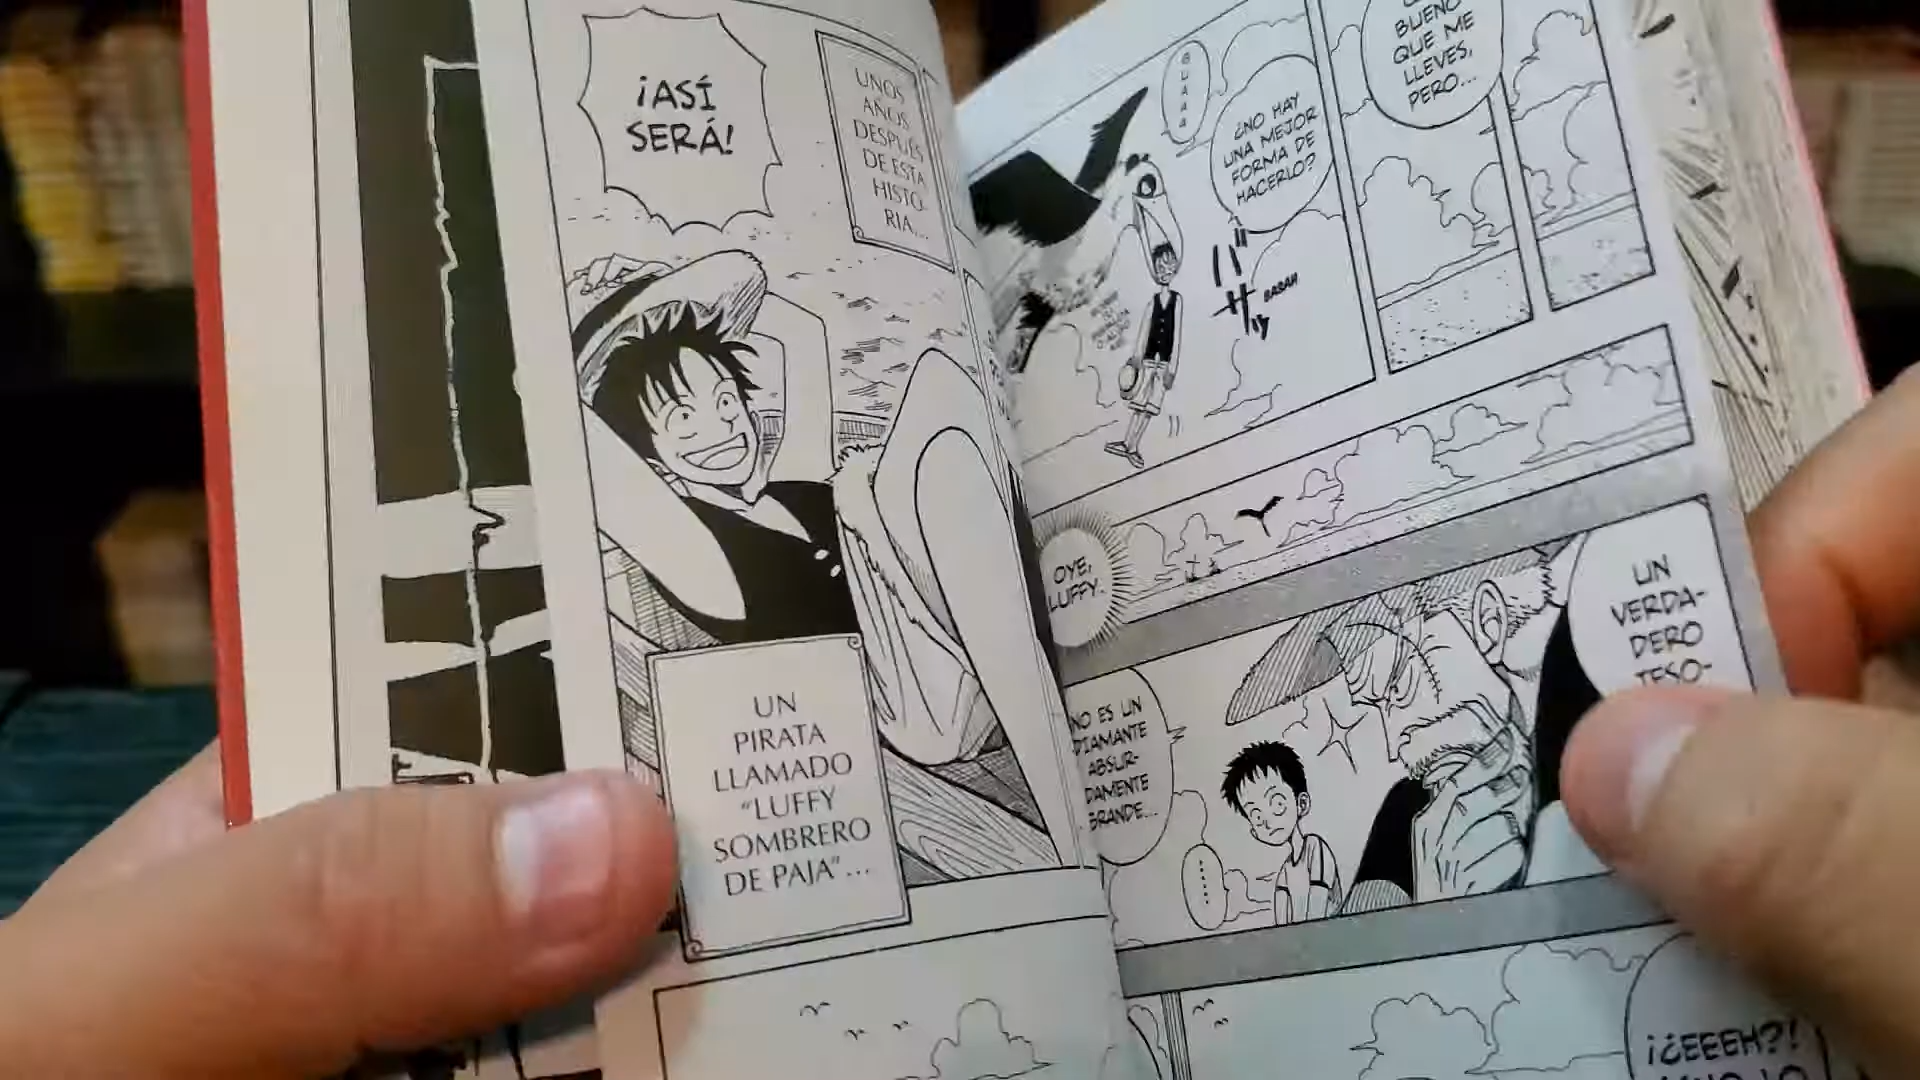 ¡ASÍ
SERÁ!
UNOS
AÑOS
DESPUÉS
DE ESTA
HISTO-
RIA...
UN
PIRATA
LLAMADO
"LUFFY
SOMBRERO
DE PAJA"...
BUENO
QUE ME
LLEVES,
PERO...
GUAAA
¿NO HAY
UNA MEJOR
FORMA DE
HACERLO?
BASAH
OYE,
LUFFY.
UN
VERDA-
DERO
TESO-
NO ES UN
DIAMANTE
ABSUR-
DAMENTE
GRANDE...
.......
¡¿EEEH?!